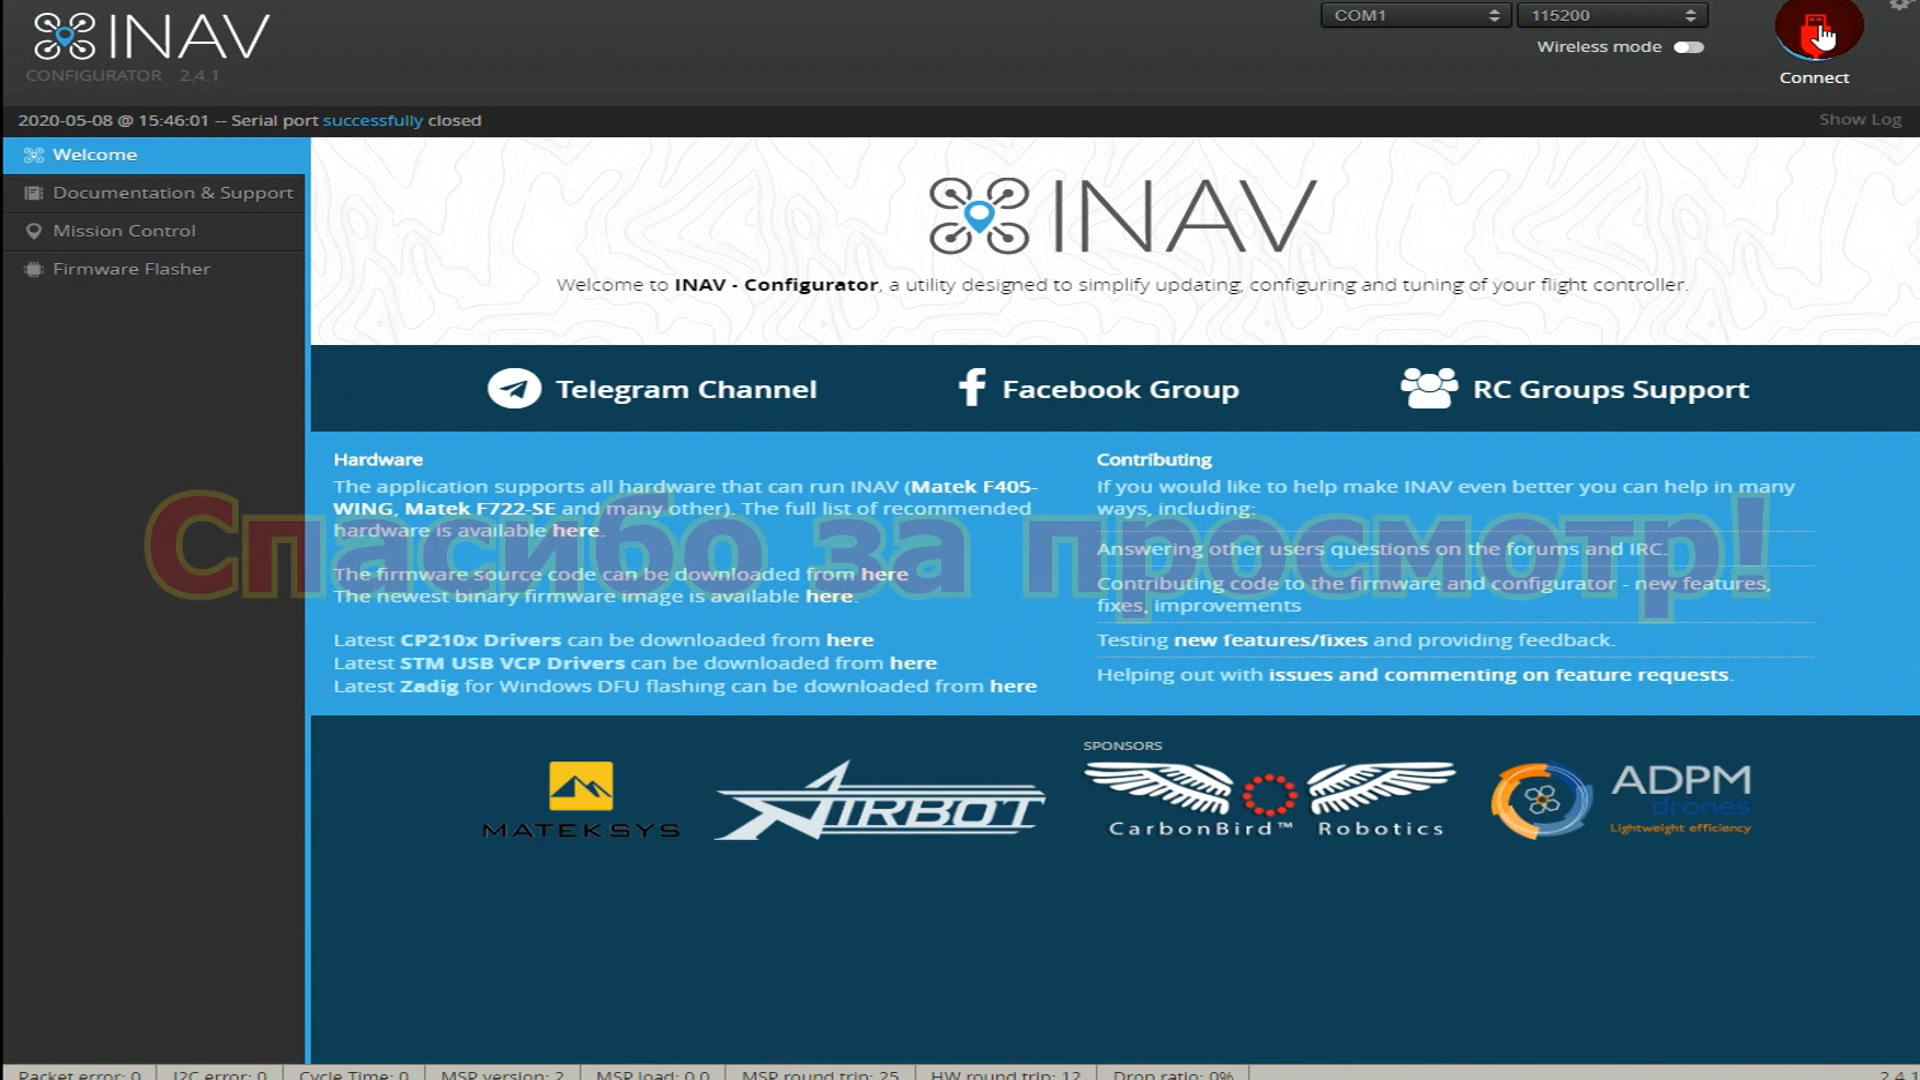 INAV
CONFIGURATOR 2.4.1
COM1
115200
Wireless mode
Connect
2020-05-08 @ 15:46:01 -- Serial port successfully closed
Show Log
Welcome
Documentation & Support
Mission Control
Firmware Flasher
INAV
Welcome to INAV - Configurator, a utility designed to simplify updating, configuring and tuning of your flight controller.
Telegram Channel
Facebook Group
RC Groups Support
Hardware
The application supports all hardware that can run INAV (Matek F405-
WING, Matek F722-SE and many other). The full list of recommended
hardware is available here.
The firmware source code can be downloaded from here
The newest binary firmware image is available here.
Latest CP210x Drivers can be downloaded from here
Latest STM USB VCP Drivers can be downloaded from here
Latest Zadig for Windows DFU flashing can be downloaded from here
Contributing
If you would like to help make INAV even better you can help in many
ways, including:
Answering other users questions on the forums and IRC.
Contributing code to the firmware and configurator - new features,
fixes, improvements
Testing new features/fixes and providing feedback.
Helping out with issues and commenting on feature requests.
Спасибо за просмотр!
SPONSORS
MATEKSYS
AIRBOT
CarbonBird™ Robotics
ADPM
drones
Lightweight efficiency
Packet error: 0
I2C error: 0
Cycle Time: 0
MSP version: 2
MSP load: 0.0
MSP round trip: 25
HW round trip: 12
Drop ratio: 0%
2.4.1